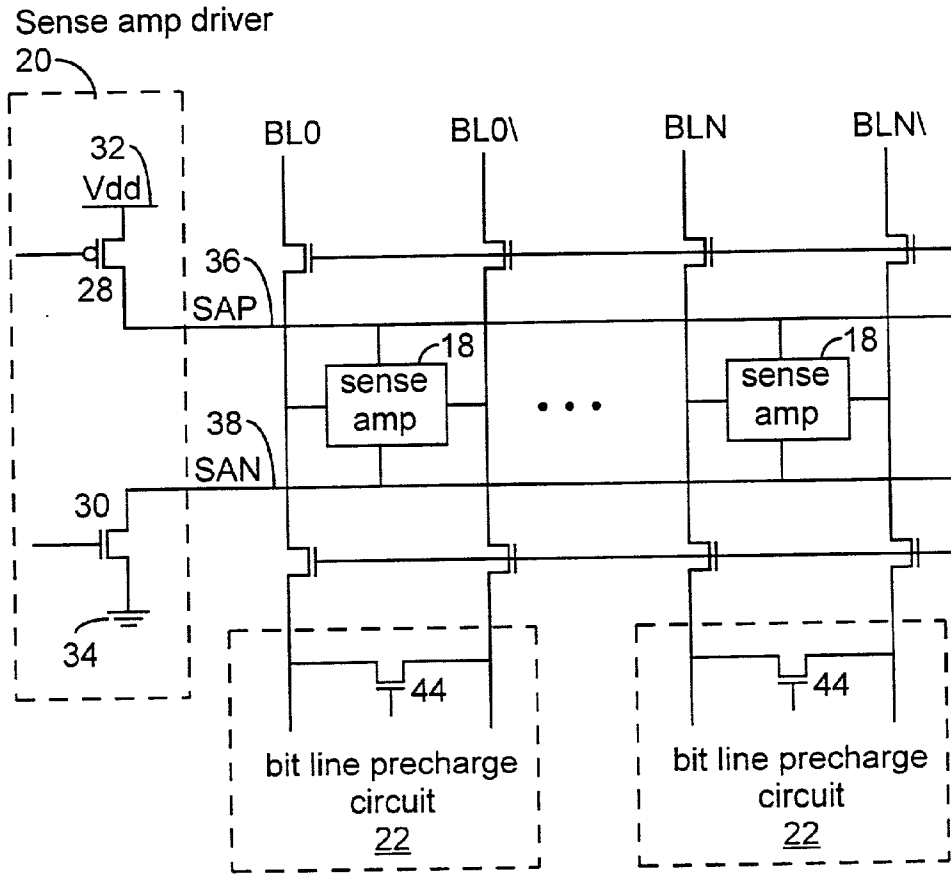 Sense amp driver
20
BL0 BL0\ BLN BLN\
32
Vdd
28
36
SAP
18 18
sense amp
sense amp
• • •
38
SAN
30
34
44 44
bit line precharge circuit
22
bit line precharge circuit
22